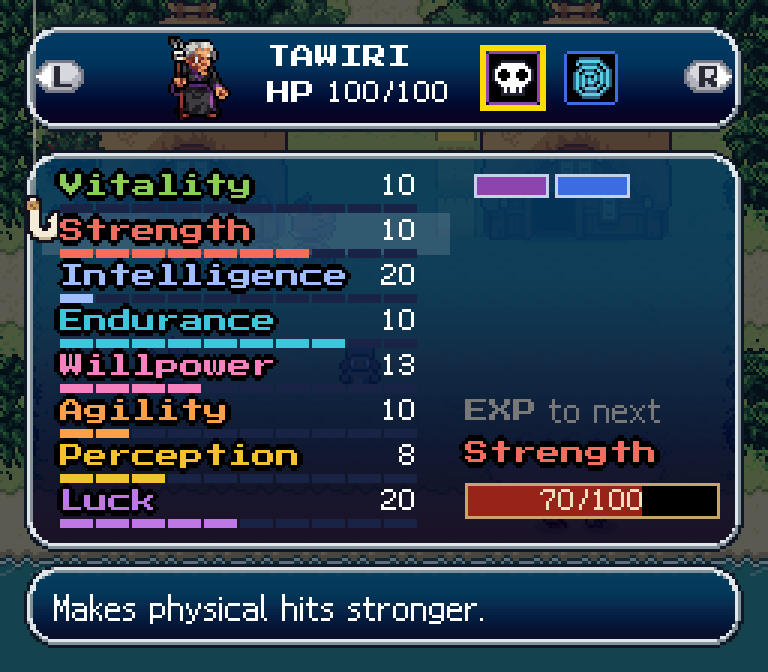 L
TAWIRI
HP 100/100
R
Vitality 10
Strength 10
Intelligence 20
Endurance 10
Willpower 13
Agility 10
Perception 8
Luck 20
EXP to next
Strength
70/100
Makes physical hits stronger.